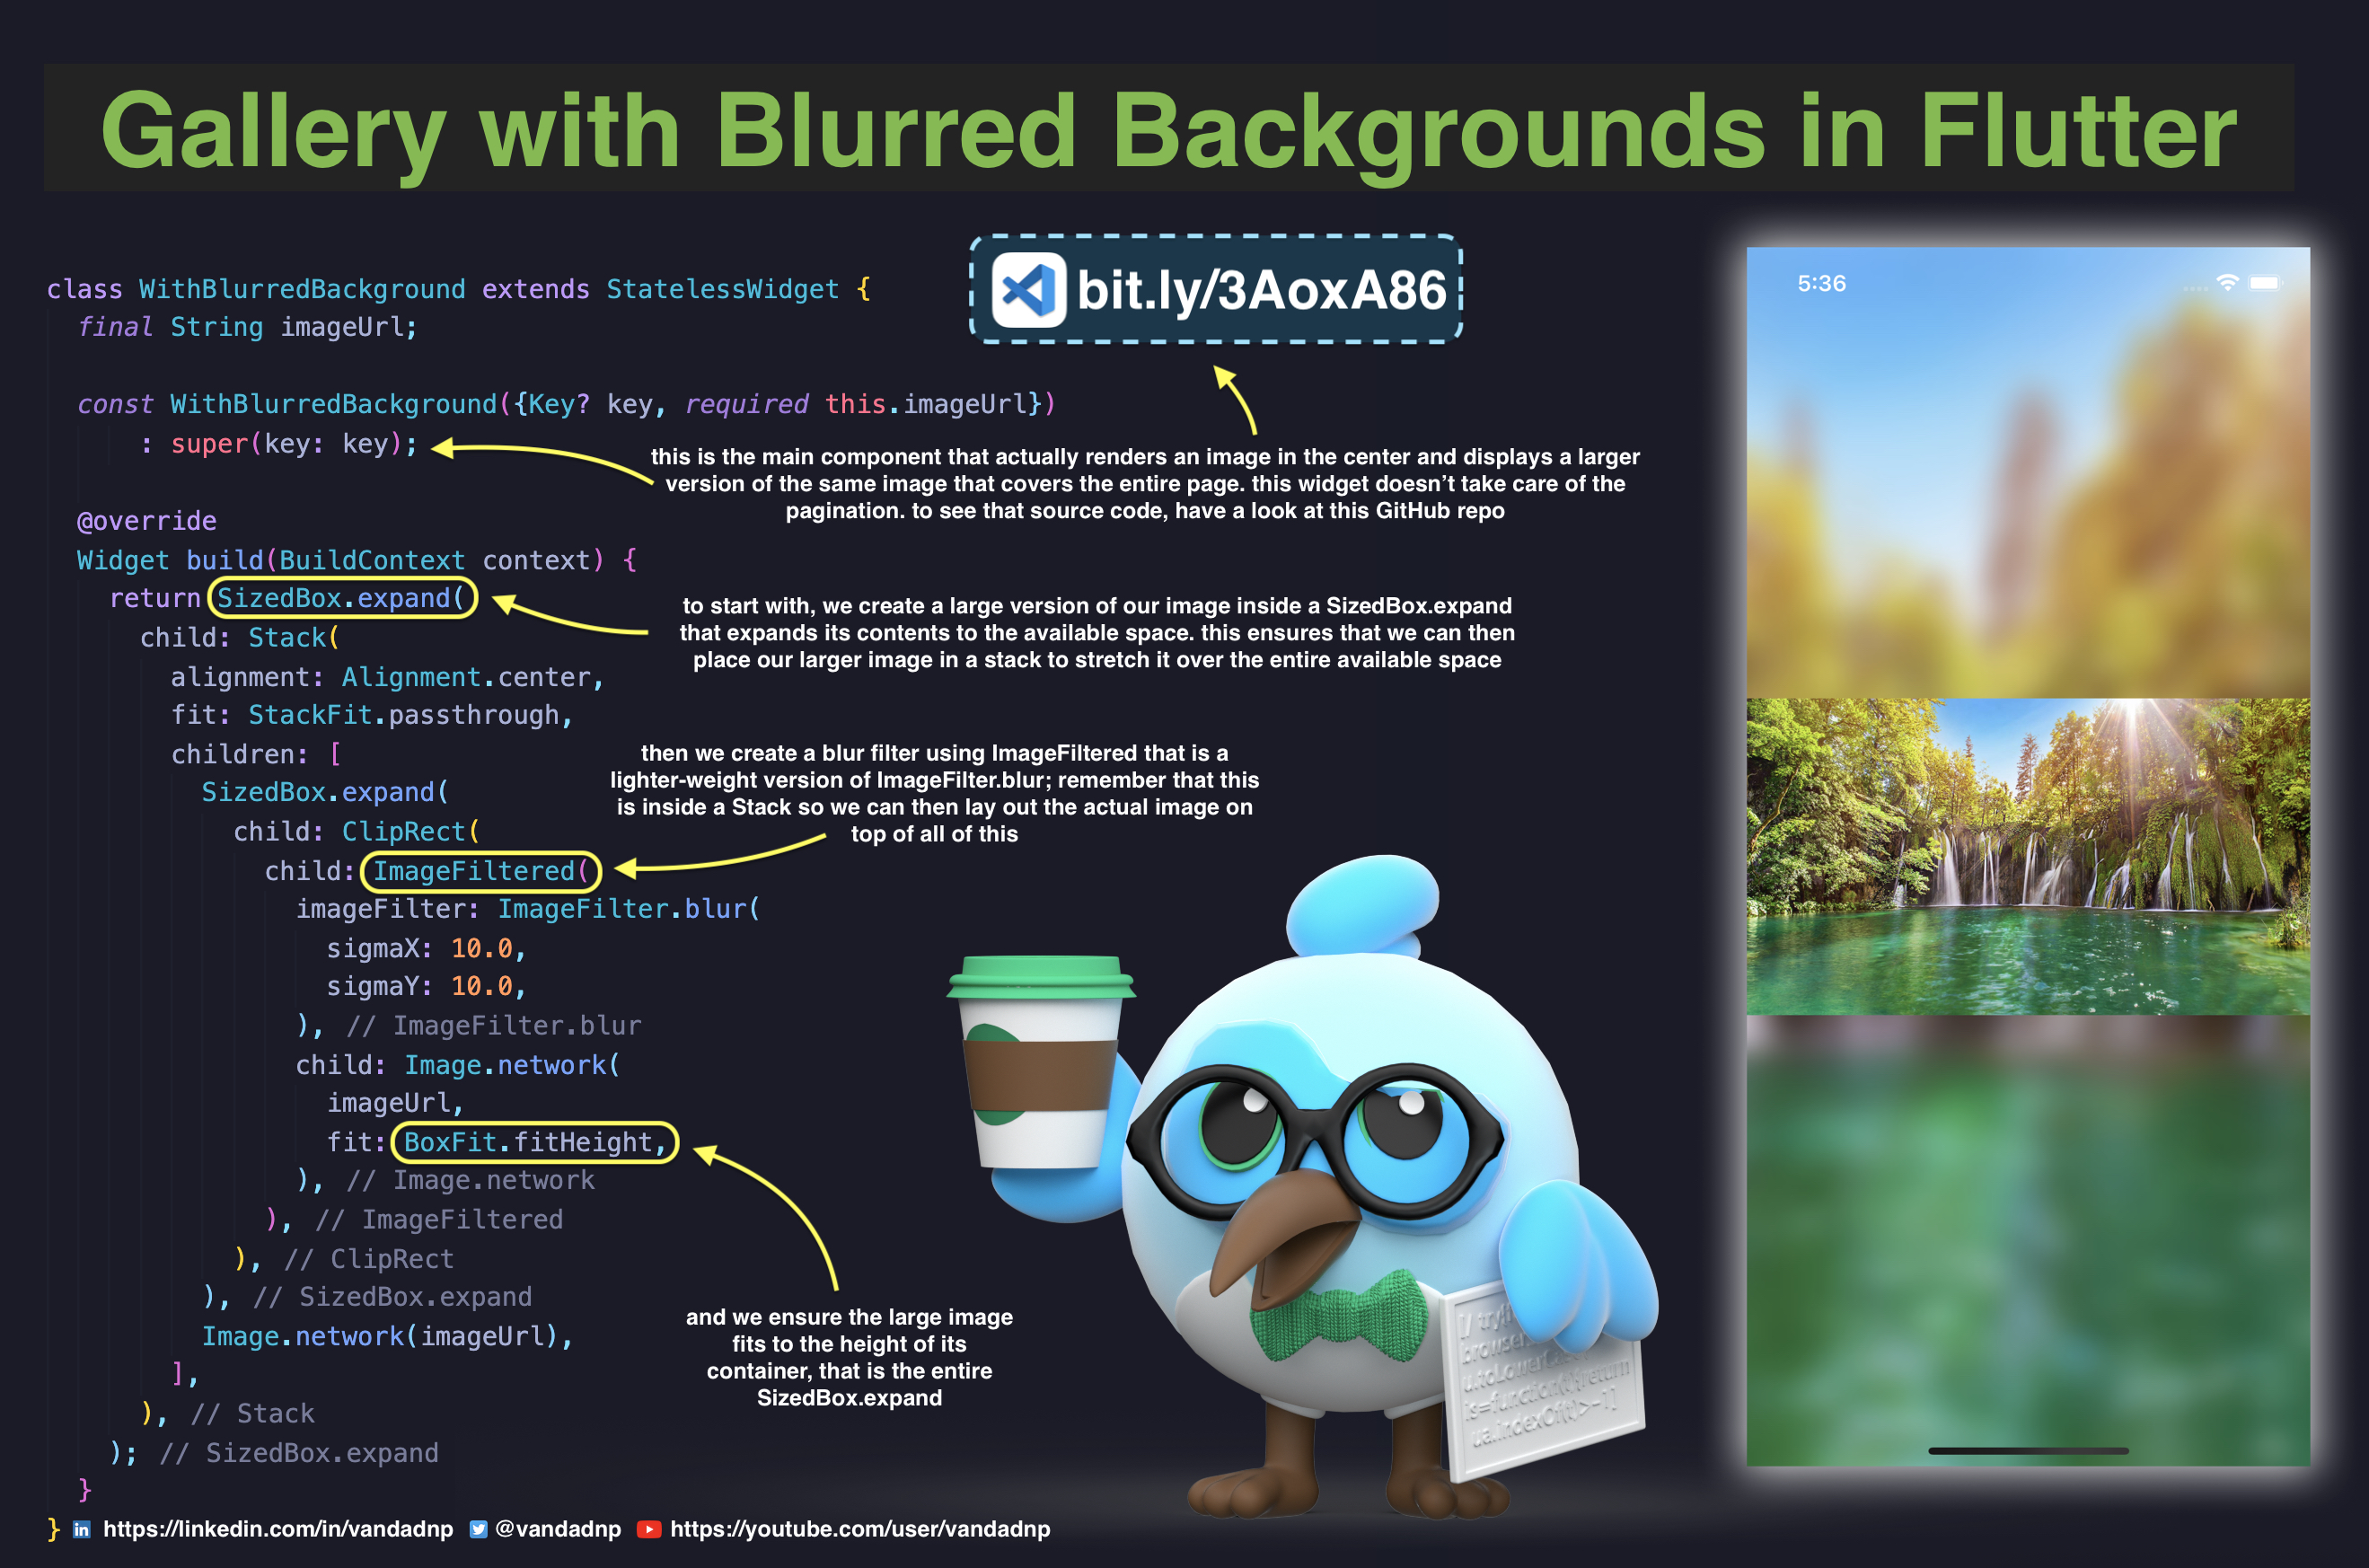 Gallery with Blurred Backgrounds in Flutter
bit.ly/3AoxA86
class WithBlurredBackground extends StatelessWidget {
final String imageUrl;
const WithBlurredBackground({Key? key, required this.imageUrl})
: super(key: key);
this is the main component that actually renders an image in the center and displays a larger
version of the same image that covers the entire page. this widget doesn’t take care of the
pagination. to see that source code, have a look at this GitHub repo
@override
Widget build(BuildContext context) {
return SizedBox.expand(
to start with, we create a large version of our image inside a SizedBox.expand
that expands its contents to the available space. this ensures that we can then
place our larger image in a stack to stretch it over the entire available space
child: Stack(
alignment: Alignment.center,
fit: StackFit.passthrough,
children: [
then we create a blur filter using ImageFiltered that is a
lighter-weight version of ImageFilter.blur; remember that this
is inside a Stack so we can then lay out the actual image on
top of all of this
SizedBox.expand(
child: ClipRect(
child: ImageFiltered(
imageFilter: ImageFilter.blur(
sigmaX: 10.0,
sigmaY: 10.0,
), // ImageFilter.blur
child: Image.network(
imageUrl,
fit: BoxFit.fitHeight,
), // Image.network
), // ImageFiltered
), // ClipRect
), // SizedBox.expand
Image.network(imageUrl),
],
), // Stack
); // SizedBox.expand
}
}
and we ensure the large image
fits to the height of its
container, that is the entire
SizedBox.expand
5:36
is=function(
ua.indexOf(
https://linkedin.com/in/vandadnp @vandadnp https://youtube.com/user/vandadnp